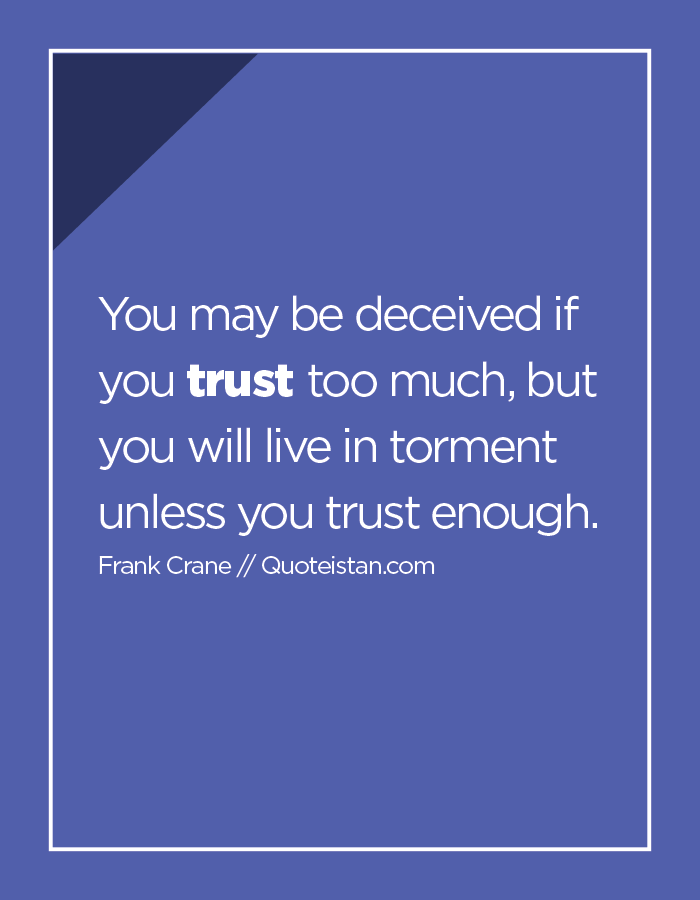 You may be deceived if
you trust too much, but
you will live in torment
unless you trust enough.
Frank Crane // Quoteistan.com